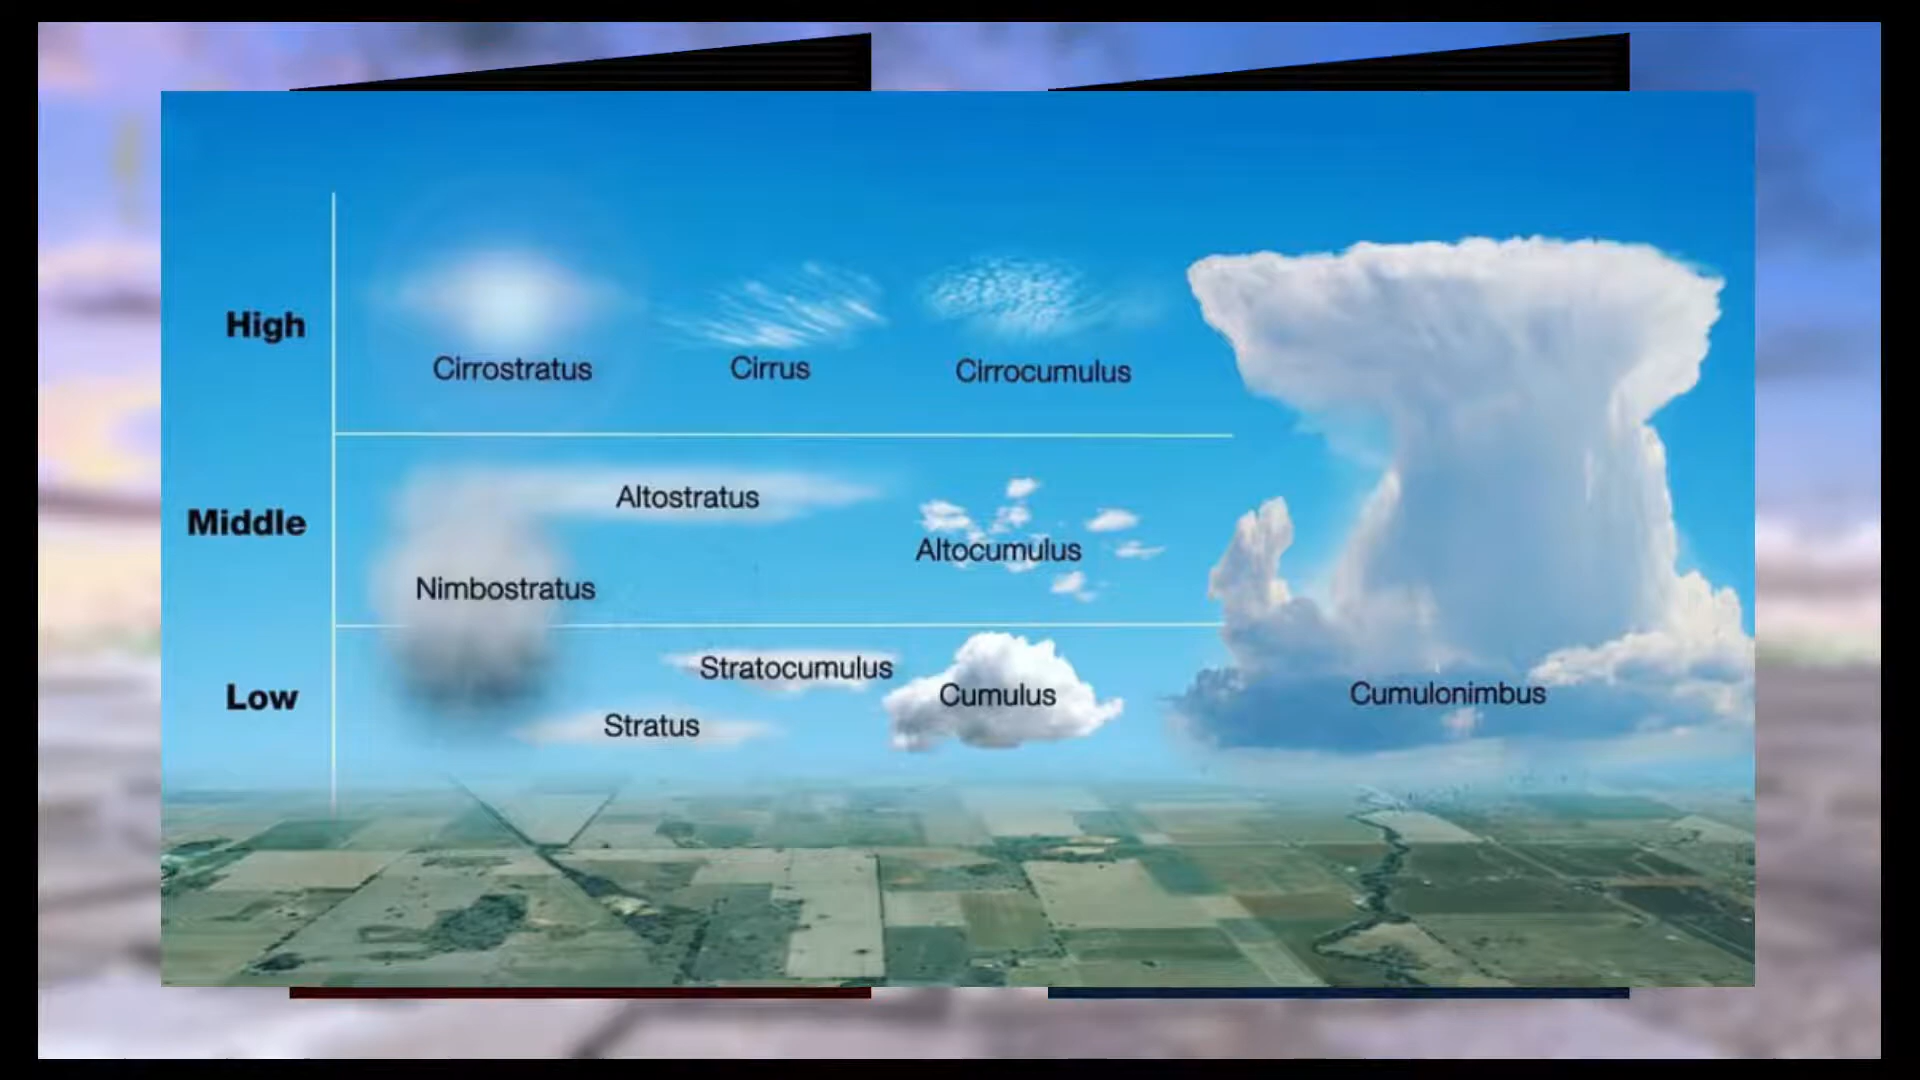 High
Cirrostratus
Cirrus
Cirrocumulus
Middle
Altostratus
Altocumulus
Nimbostratus
Low
Stratocumulus
Cumulus
Cumulonimbus
Stratus